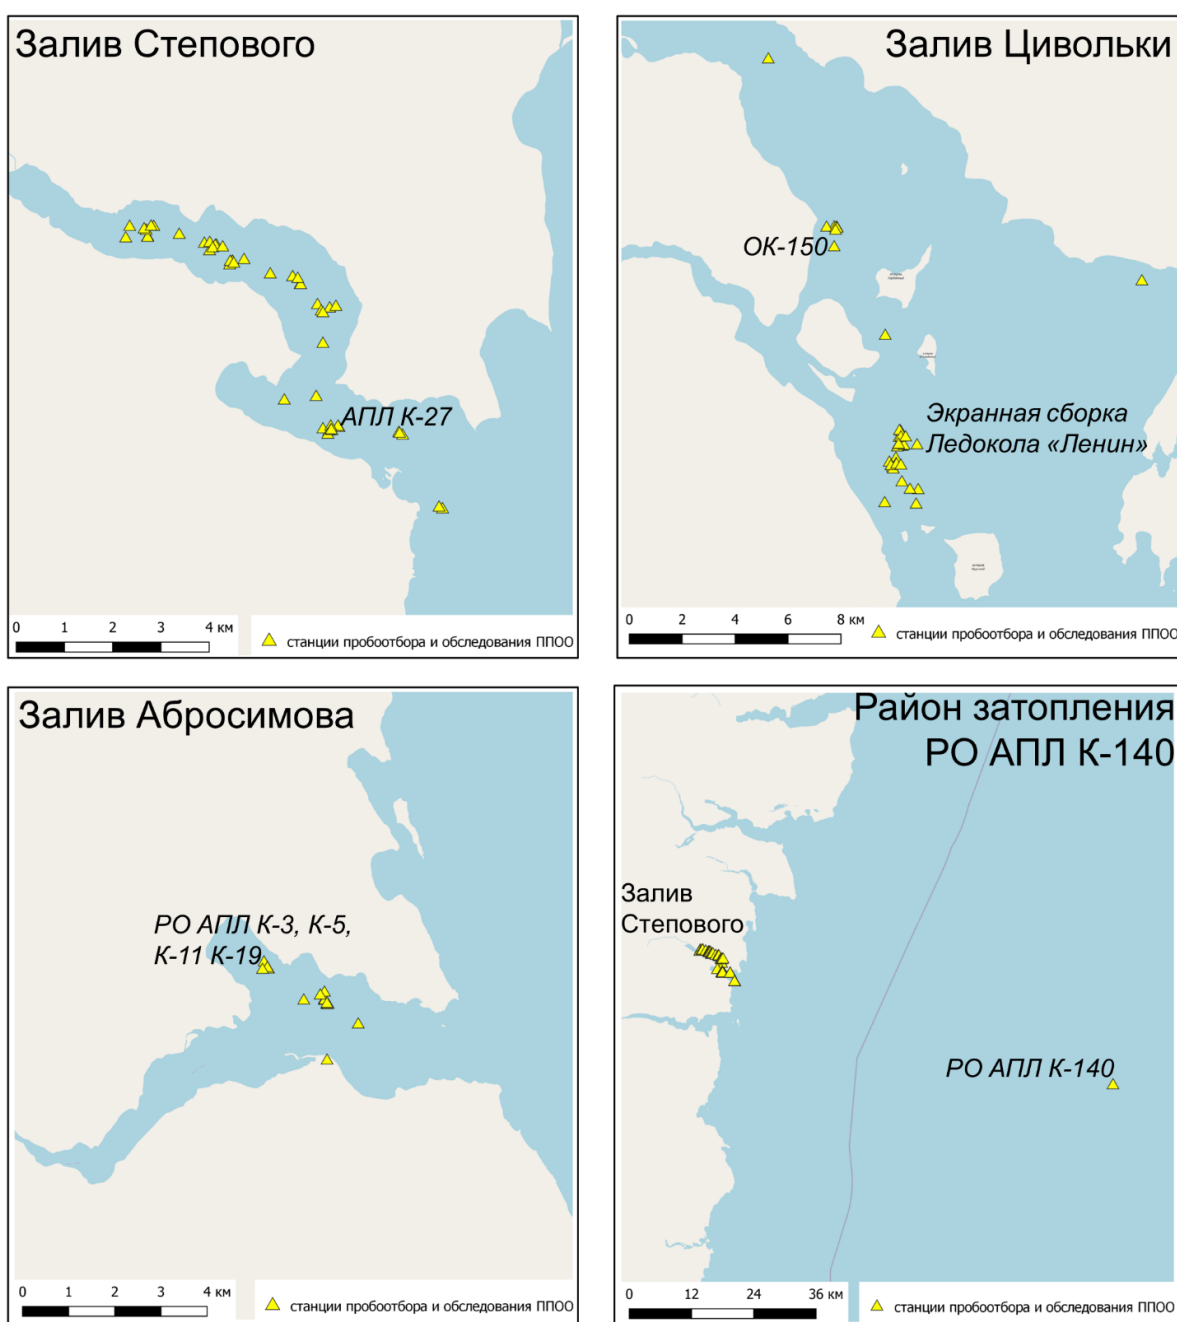 Залив Степового
АПЛ К-27
0 1 2 3 4 км
станции пробоотбора и обследования ППОО
Залив Цивольки
ОК-150
Экранная сборка
Ледокола «Ленин»
0 2 4 6 8 км
станции пробоотбора и обследования ППОО
Залив Абросимова
РО АПЛ К-3, К-5,
К-11 К-19
0 1 2 3 4 км
станции пробоотбора и обследования ППОО
Район затопления
РО АПЛ К-140
Залив
Степового
РО АПЛ К-140
0 12 24 36 км
станции пробоотбора и обследования ППОО